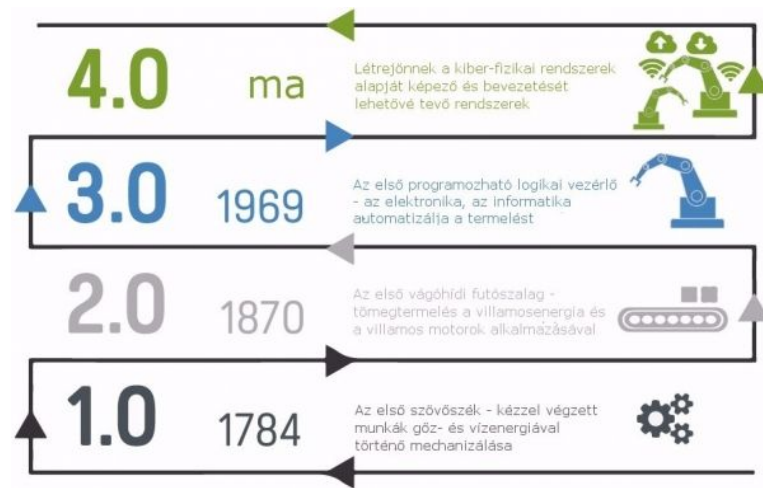 4.0
ma
Létrejönnek a kiber-fizikai rendszerek
alapját képező és bevezetését
lehetővé tevő rendszerek
3.0
1969
Az első programozható logikai vezérlő
- az elektronika, az informatika
automatizálja a termelést
2.0
1870
Az első vágóhídi futószalag -
tömegtermelés a villamosenergia és
a villamos motorok alkalmazásával
1.0
1784
Az első szövőszék - kézzel végzett
munkák gőz- és vízenergiával
történő mechanizálása